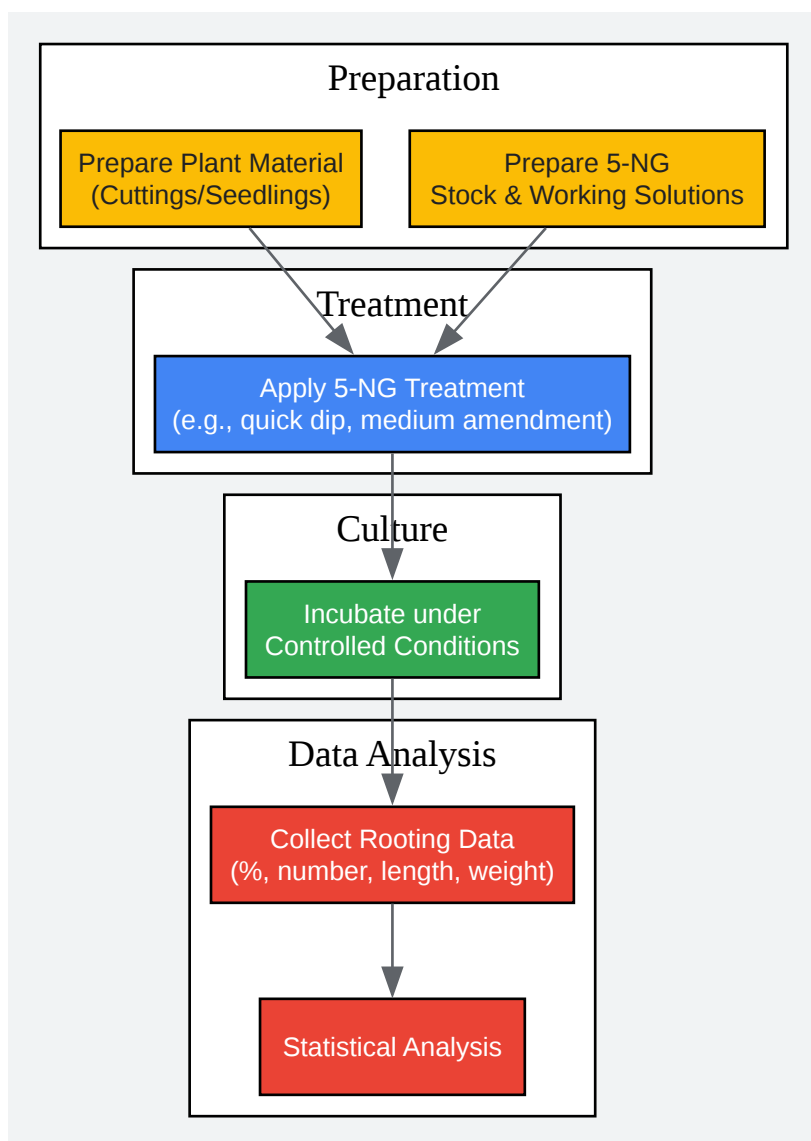 Preparation
Prepare Plant Material
(Cuttings/Seedlings)
Prepare 5-NG
Stock & Working Solutions
Treatment
Apply 5-NG Treatment
(e.g., quick dip, medium amendment)
Culture
Incubate under
Controlled Conditions
Data Analysis
Collect Rooting Data
(%, number, length, weight)
Statistical Analysis